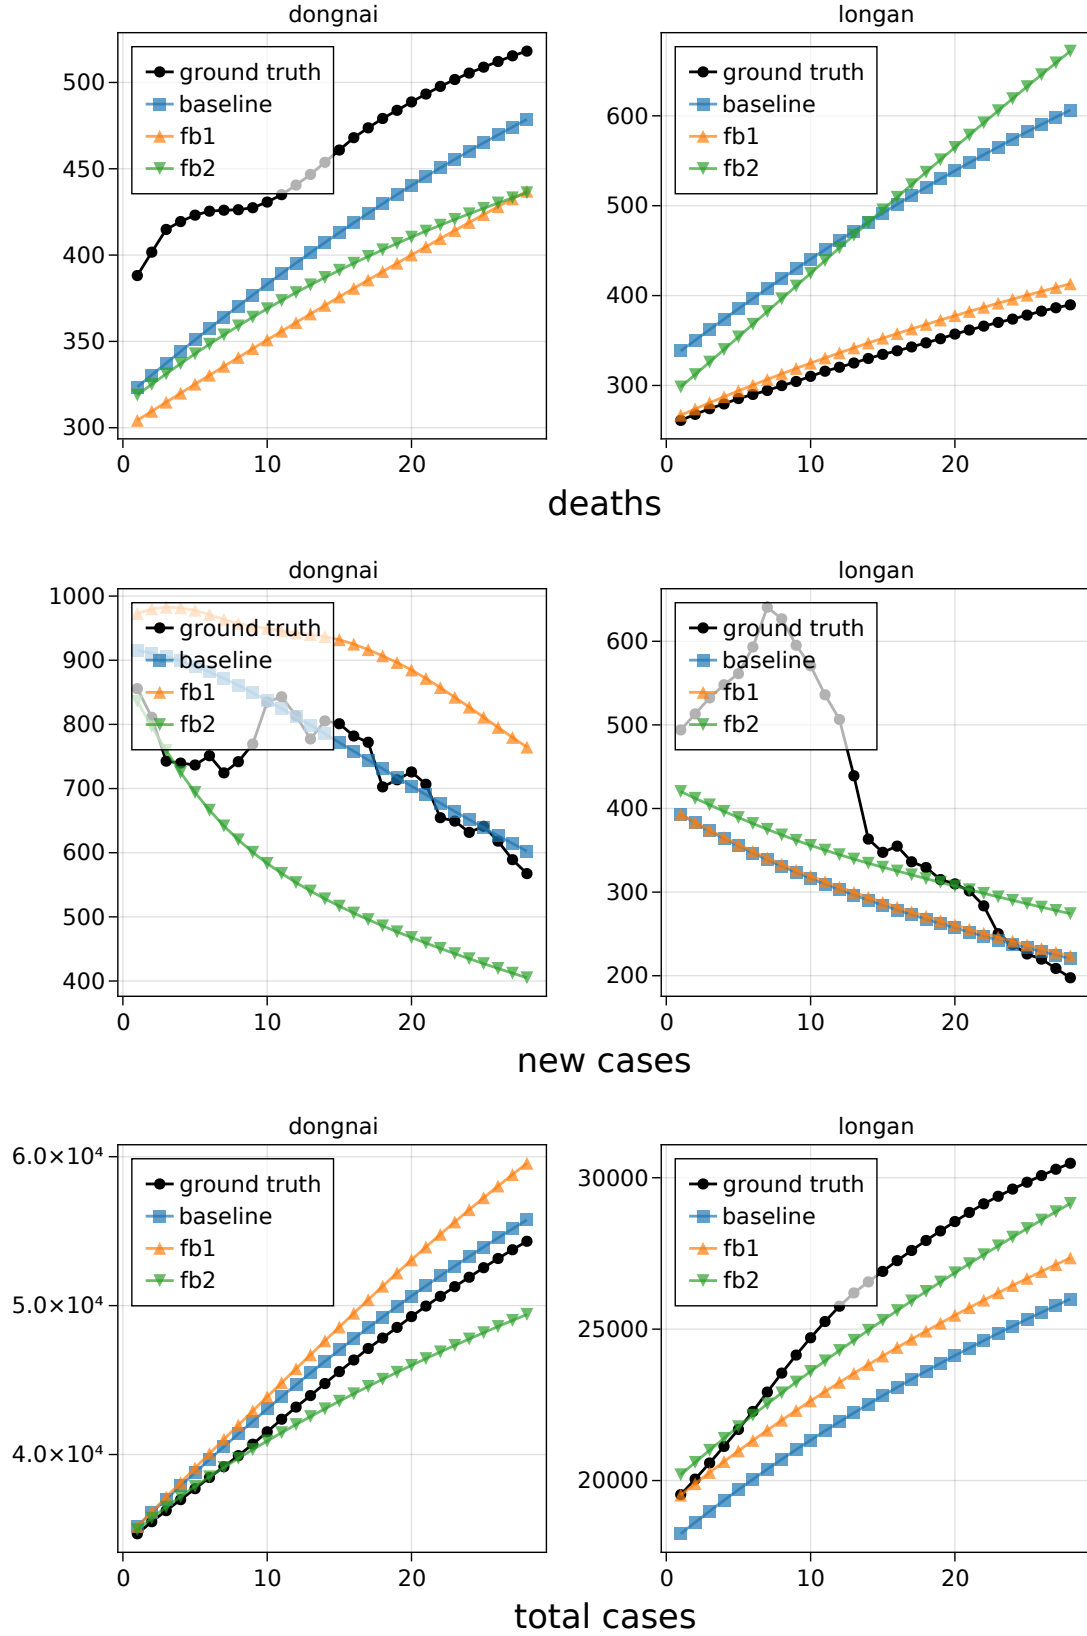 dongnai
500
450
400
350
300
0 10 20
ground truth
baseline
fb1
fb2
longan
600
500
400
300
0 10 20
ground truth
baseline
fb1
fb2
deaths
dongnai
1000
900
800
700
600
500
400
0 10 20
ground truth
baseline
fb1
fb2
longan
600
500
400
300
200
0 10 20
ground truth
baseline
fb1
fb2
new cases
dongnai
6.0×10⁴
5.0×10⁴
4.0×10⁴
0 10 20
ground truth
baseline
fb1
fb2
longan
30000
25000
20000
0 10 20
ground truth
baseline
fb1
fb2
total cases